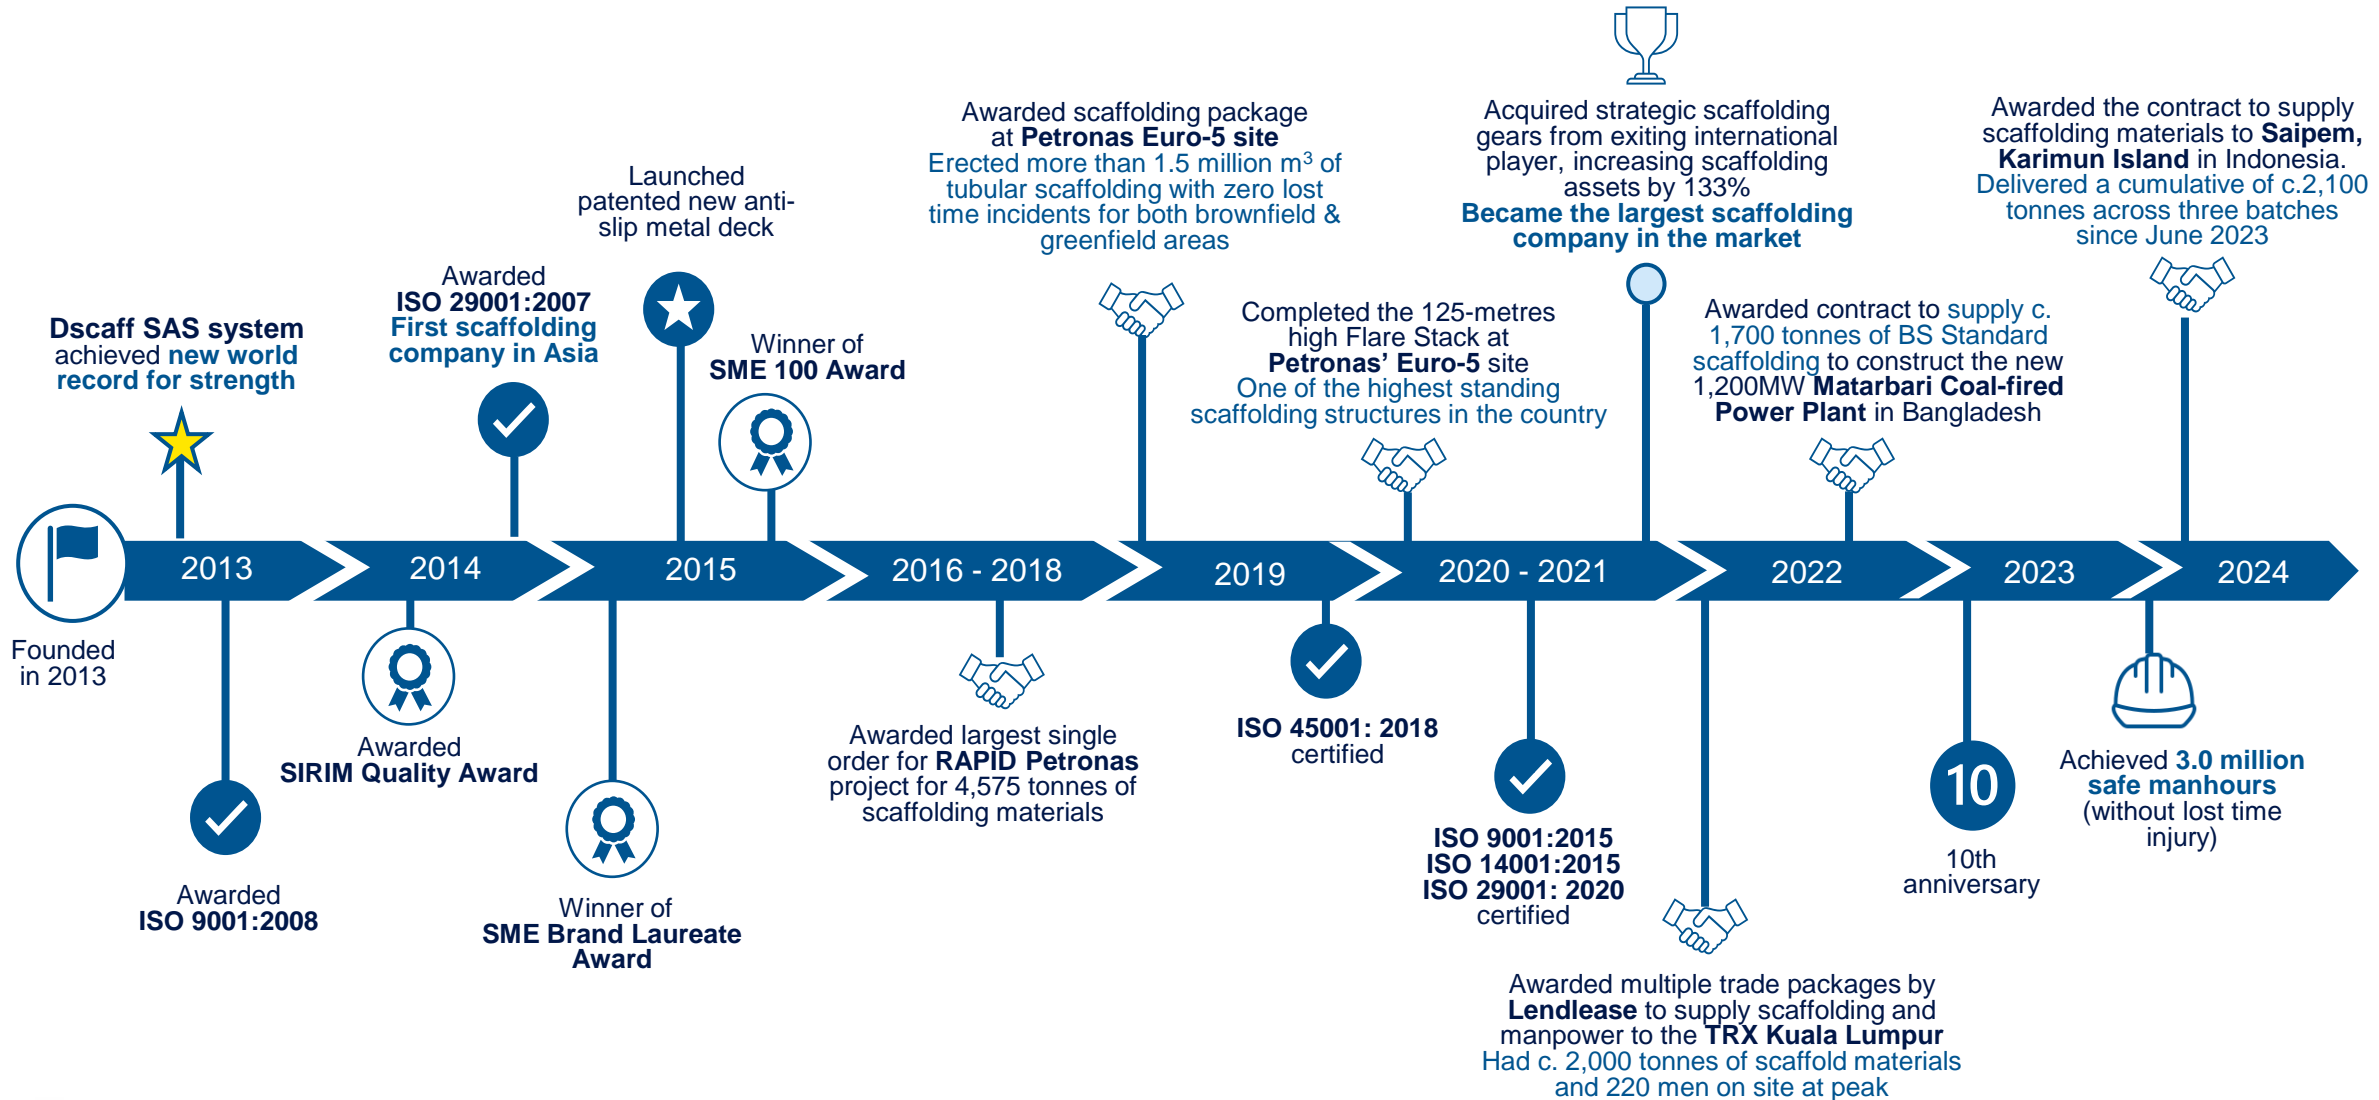 Founded
in 2013
Dscaff SAS system
achieved new world
record for strength
2013
Awarded
ISO 9001:2008
Awarded
ISO 29001:2007
First scaffolding
company in Asia
2014
Awarded
SIRIM Quality Award
Launched
patented new anti-
slip metal deck
Winner of
SME 100 Award
2015
Winner of
SME Brand Laureate
Award
2016 - 2018
Awarded largest single
order for RAPID Petronas
project for 4,575 tonnes of
scaffolding materials
Awarded scaffolding package
at Petronas Euro-5 site
Erected more than 1.5 million m³ of
tubular scaffolding with zero lost
time incidents for both brownfield &
greenfield areas
2019
ISO 45001: 2018
certified
Completed the 125-metres
high Flare Stack at
Petronas’ Euro-5 site
One of the highest standing
scaffolding structures in the country
2020 - 2021
ISO 9001:2015
ISO 14001:2015
ISO 29001: 2020
certified
Acquired strategic scaffolding
gears from exiting international
player, increasing scaffolding
assets by 133%
Became the largest scaffolding
company in the market
Awarded multiple trade packages by
Lendlease to supply scaffolding and
manpower to the TRX Kuala Lumpur
Had c. 2,000 tonnes of scaffold materials
and 220 men on site at peak
Awarded contract to supply c.
1,700 tonnes of BS Standard
scaffolding to construct the new
1,200MW Matarbari Coal-fired
Power Plant in Bangladesh
2022
2023
10
10th
anniversary
Awarded the contract to supply
scaffolding materials to Saipem,
Karimun Island in Indonesia.
Delivered a cumulative of c.2,100
tonnes across three batches
since June 2023
2024
Achieved 3.0 million
safe manhours
(without lost time
injury)